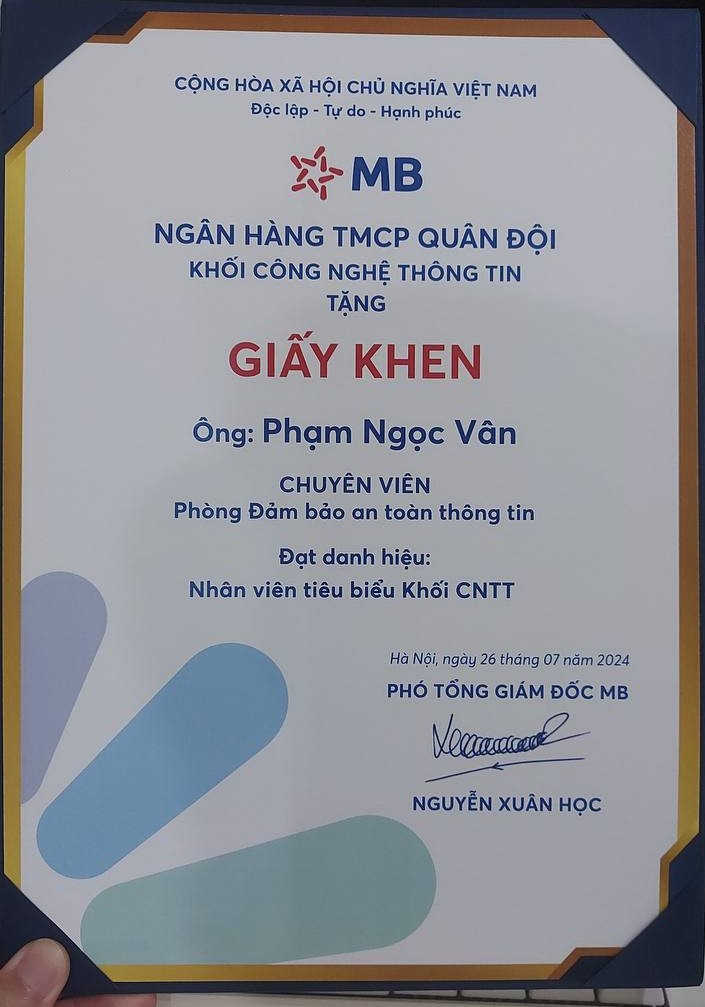 CỘNG HÒA XÃ HỘI CHỦ NGHĨA VIỆT NAM
Độc lập - Tự do - Hạnh phúc
MB
NGÂN HÀNG TMCP QUÂN ĐỘI
KHỐI CÔNG NGHỆ THÔNG TIN
TẶNG
GIẤY KHEN
Ông: Phạm Ngọc Vân
CHUYÊN VIÊN
Phòng Đảm bảo an toàn thông tin
Đạt danh hiệu:
Nhân viên tiêu biểu Khối CNTT
Hà Nội, ngày 26 tháng 07 năm 2024
PHÓ TỔNG GIÁM ĐỐC MB
NGUYỄN XUÂN HỌC